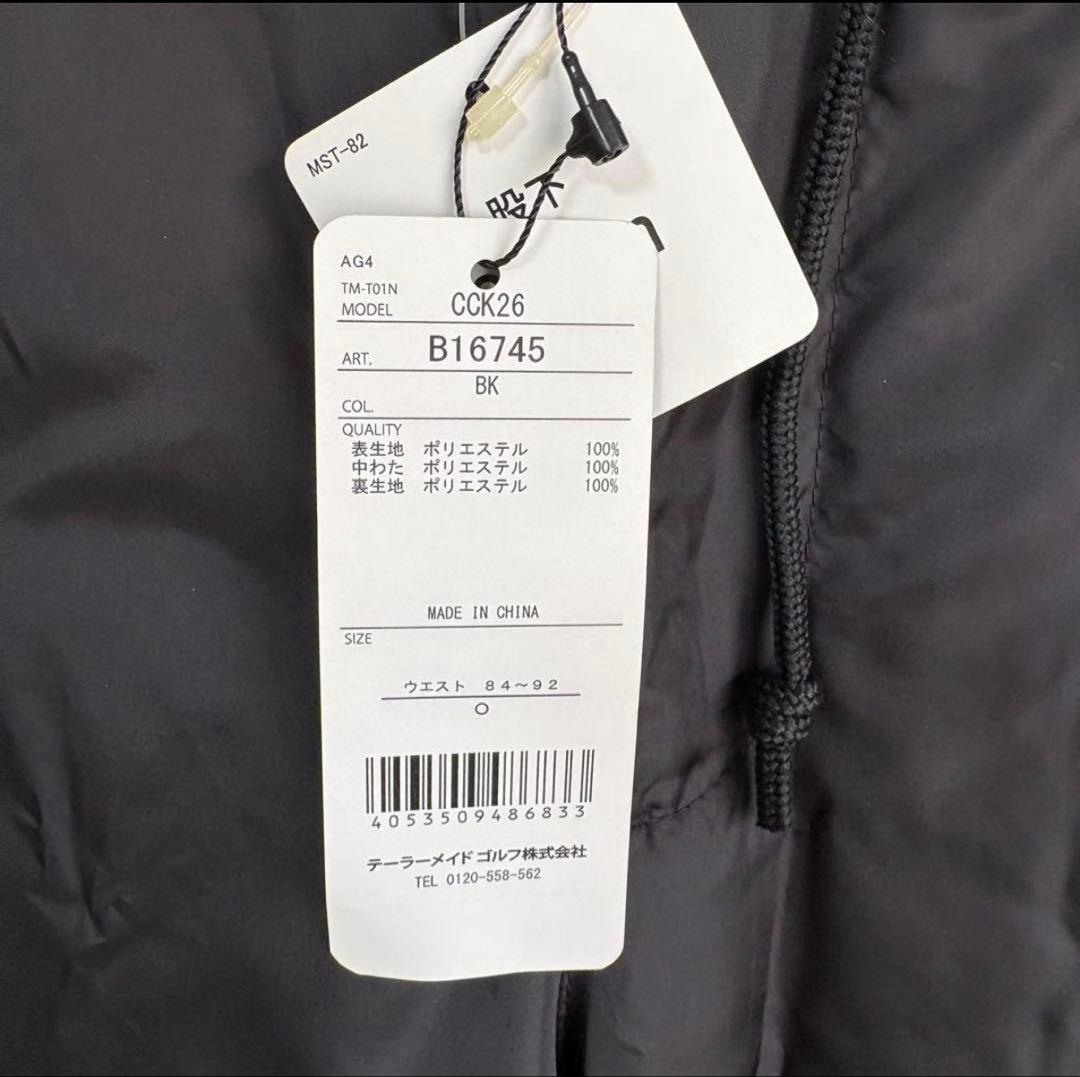 MST-82
股下
AG4
TM-T01N
MODEL CCK26
ART. B16745
BK
COL.
QUALITY
表生地 ポリエステル 100%
中わた ポリエステル 100%
裏生地 ポリエステル 100%
MADE IN CHINA
SIZE
ウエスト 84～92
O
4053509486833
テーラーメイド ゴルフ株式会社
TEL 0120-558-562